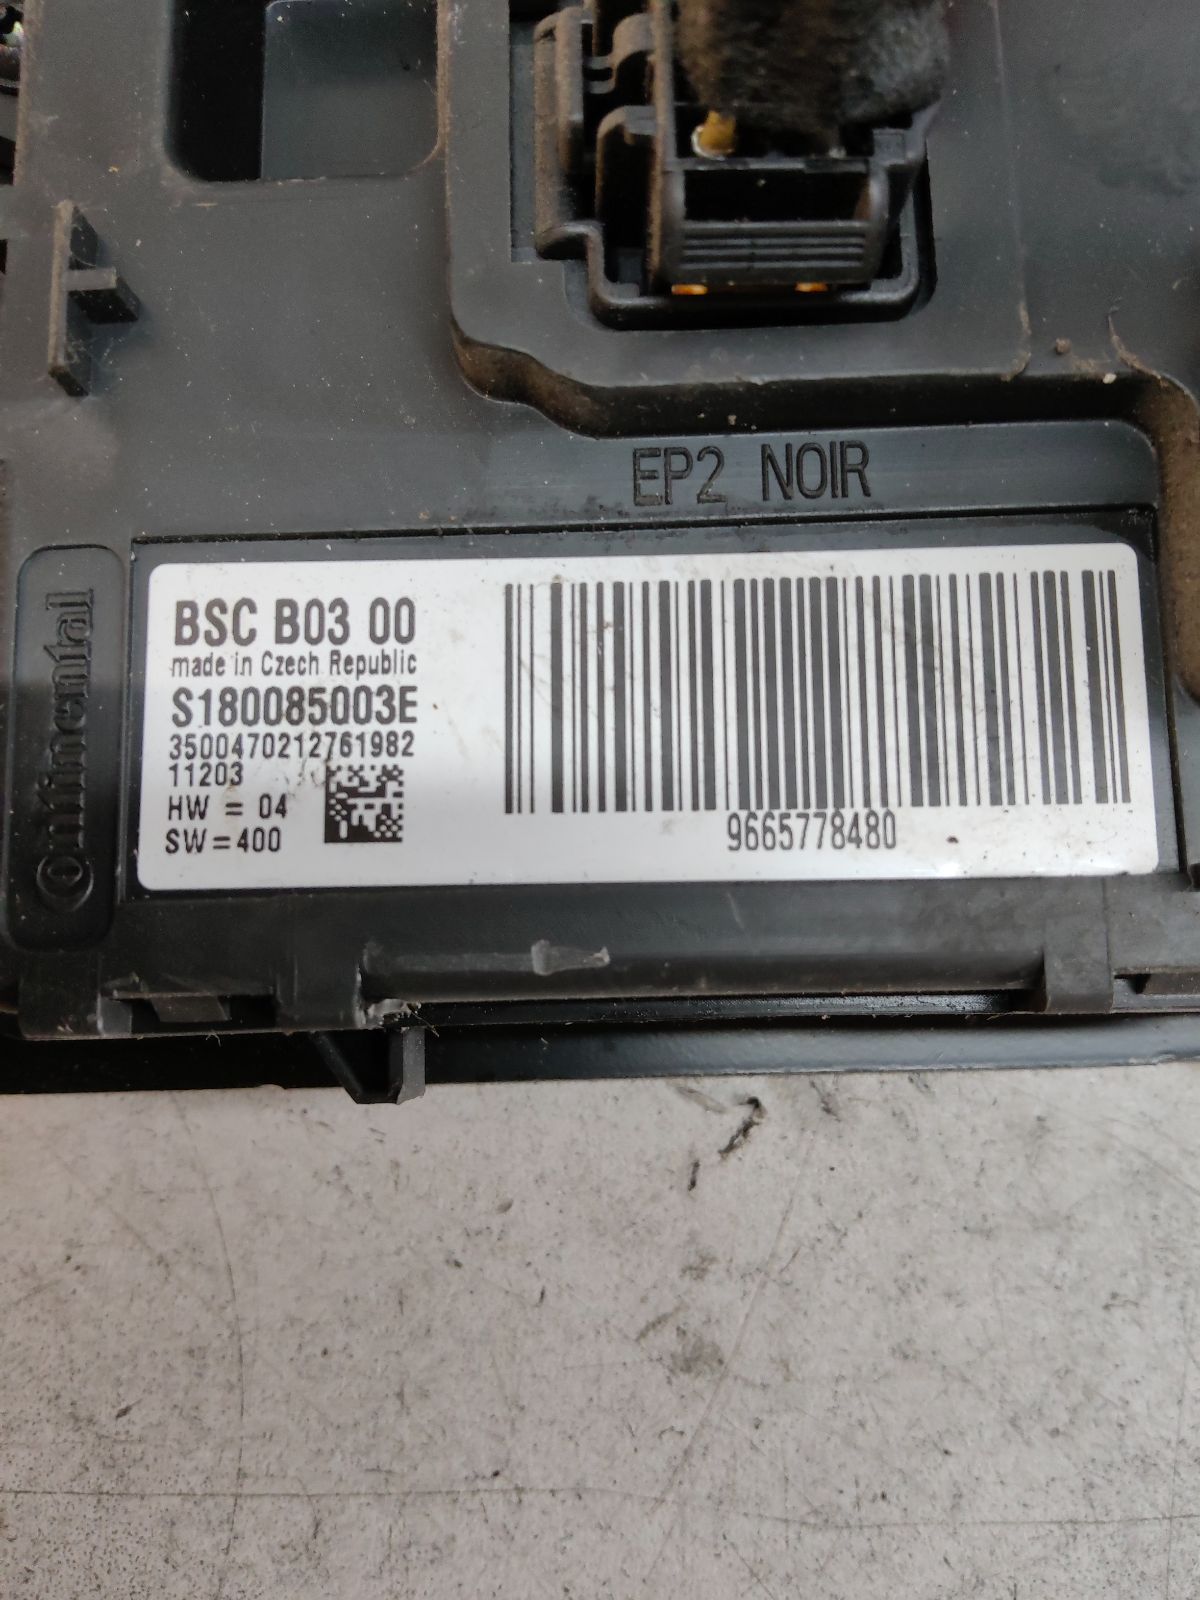 EP2 NOIR
Continental
BSC B03 00
made in Czech Republic
S180085003E
3500470212761982
11203
HW = 04
SW=400
9665778480